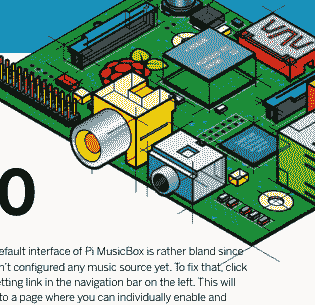 0
efault interface of Pi MusicBox is rather bland since
n't configured any music source yet. To fix that, click
etting link in the navigation bar on the left. This will
to a page where you can individually enable and